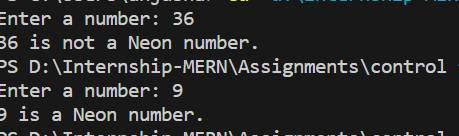 Enter a number: 36
36 is not a Neon number.
PS D:\Internship-MERN\Assignments\control
Enter a number: 9
9 is a Neon number.